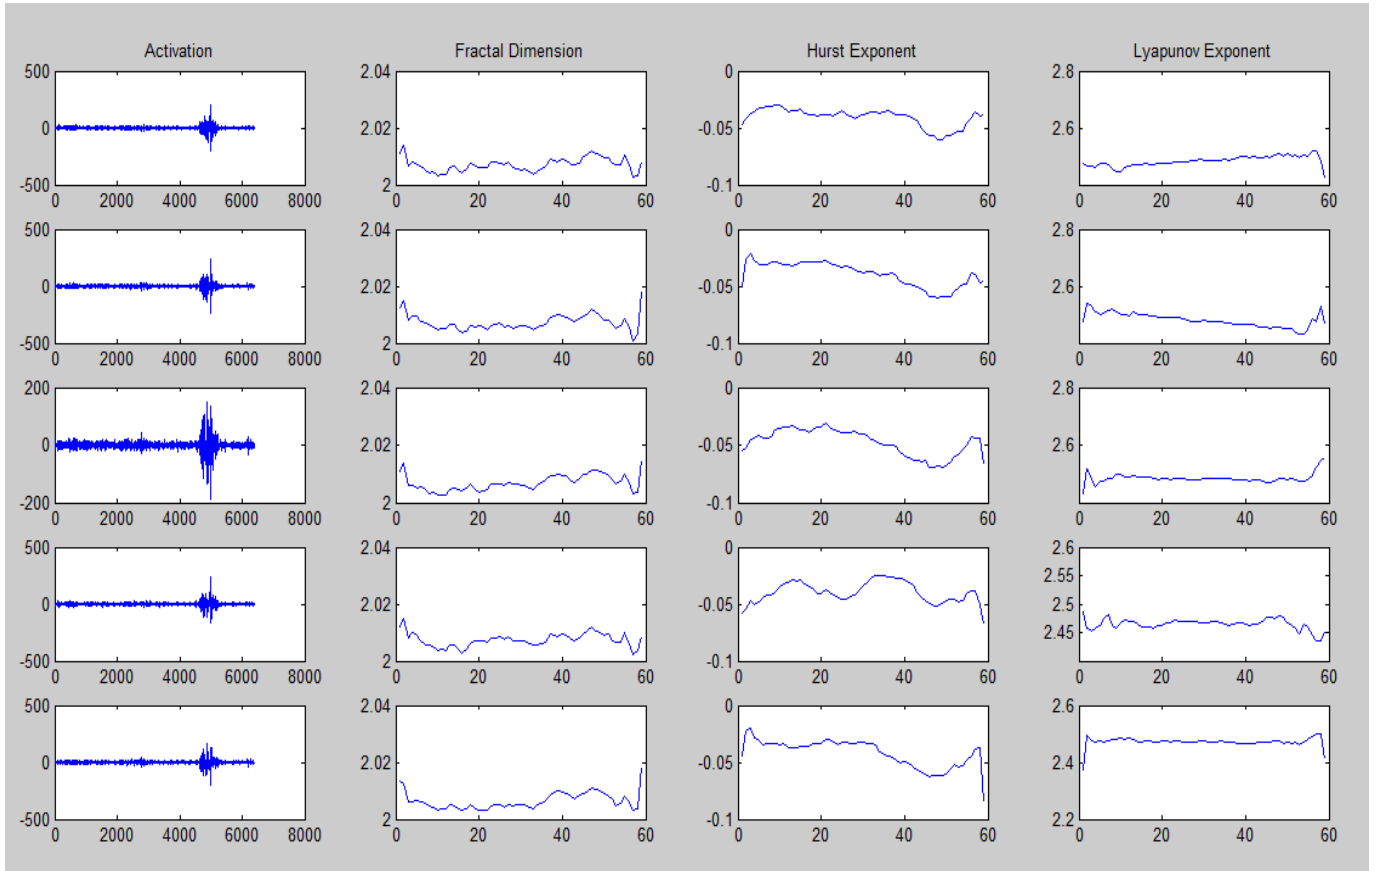 Activation Fractal Dimension Hurst Exponent Lyapunov Exponent
500 2.04 0 2.8
0 2.02 -0.05 2.6
-500 2 -0.1
0 2000 4000 6000 8000 0 20 40 60 0 20 40 60 0 20 40 60
500 2.04 0 2.8
0 2.02 -0.05 2.6
-500 2 -0.1
0 2000 4000 6000 8000 0 20 40 60 0 20 40 60 0 20 40 60
200 2.04 0 2.8
0 2.02 -0.05 2.6
-200 2 -0.1
0 2000 4000 6000 8000 0 20 40 60 0 20 40 60 0 20 40 60
500 2.04 0 2.6
2.55
0 2.02 -0.05 2.5
2.45
-500 2 -0.1
0 2000 4000 6000 8000 0 20 40 60 0 20 40 60 0 20 40 60
500 2.04 0 2.6
0 2.02 -0.05 2.4
-500 2 -0.1 2.2
0 2000 4000 6000 8000 0 20 40 60 0 20 40 60 0 20 40 60